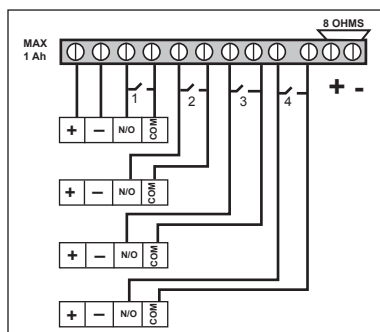 8 OHMS
MAX
1 Ah
+ -
1 2 3 4
+ – N/O COM
+ – N/O COM
+ – N/O COM
+ – N/O COM